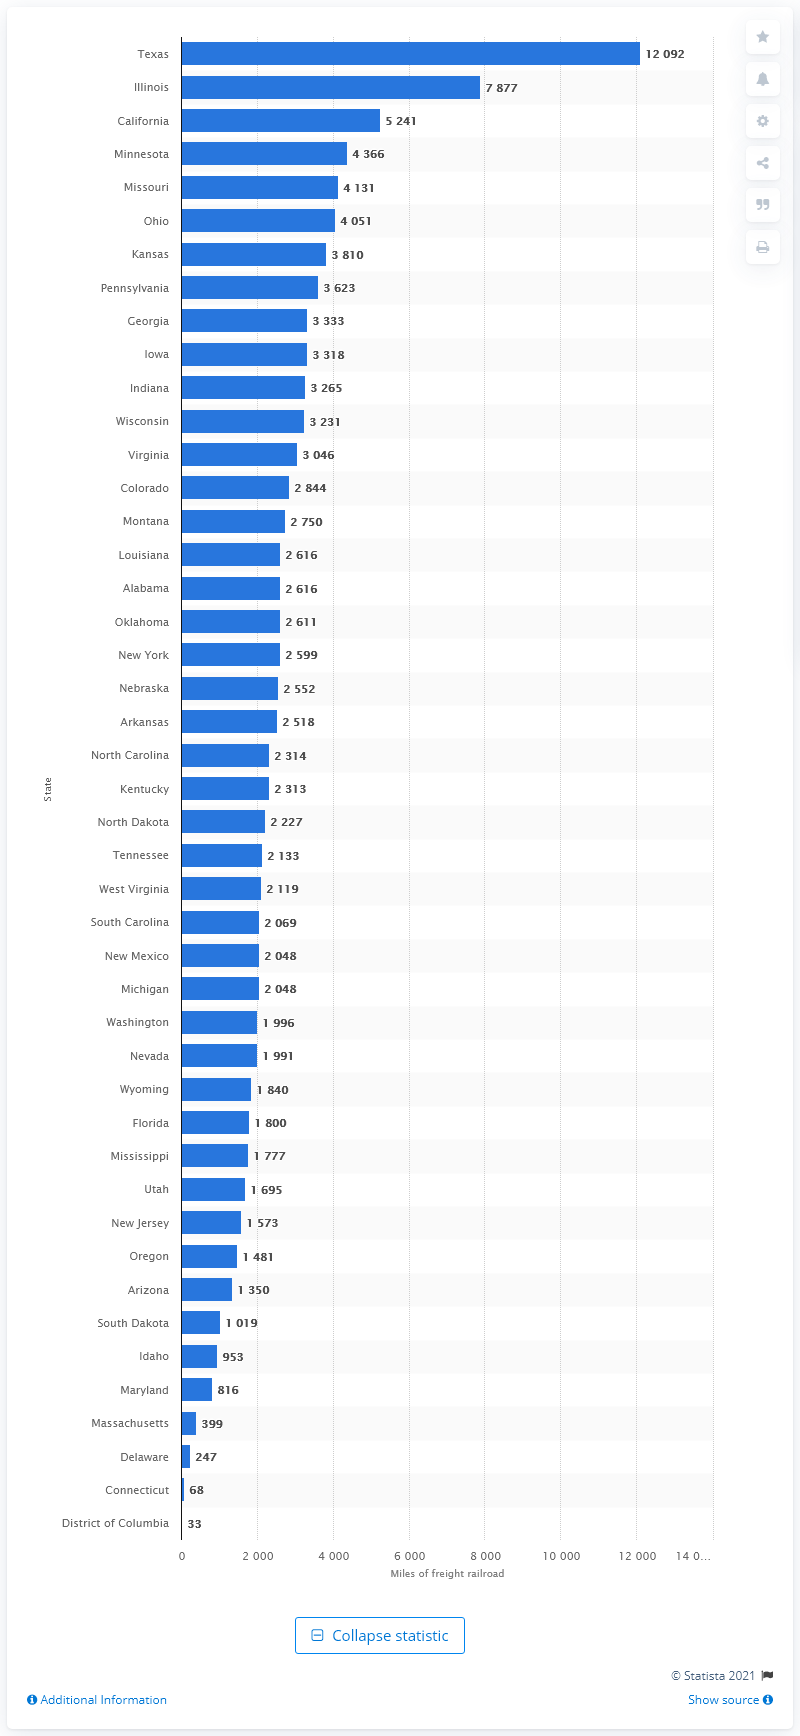 Texas 12 092
Illinois 7 877
California 5 241
Minnesota 4 366
Missouri 4 131
Ohio 4 051
Kansas 3 810
Pennsylvania 3 623
Georgia 3 333
Iowa 3 318
Indiana 3 265
Wisconsin 3 231
Virginia 3 046
Colorado 2 844
Montana 2 750
Louisiana 2 616
Alabama 2 616
Oklahoma 2 611
New York 2 599
Nebraska 2 552
Arkansas 2 518
North Carolina 2 314
State
Kentucky 2 313
North Dakota 2 227
Tennessee 2 133
West Virginia 2 119
South Carolina 2 069
New Mexico 2 048
Michigan 2 048
Washington 1 996
Nevada 1 991
Wyoming 1 840
Florida 1 800
Mississippi 1 777
Utah 1 695
New Jersey 1 573
Oregon 1 481
Arizona 1 350
South Dakota 1 019
Idaho 953
Maryland 816
Massachusetts 399
Delaware 247
Connecticut 68
District of Columbia 33
0 2 000 4 000 6 000 8 000 10 000 12 000 14 0...
Miles of freight railroad
Collapse statistic
© Statista 2021
Additional Information Show source